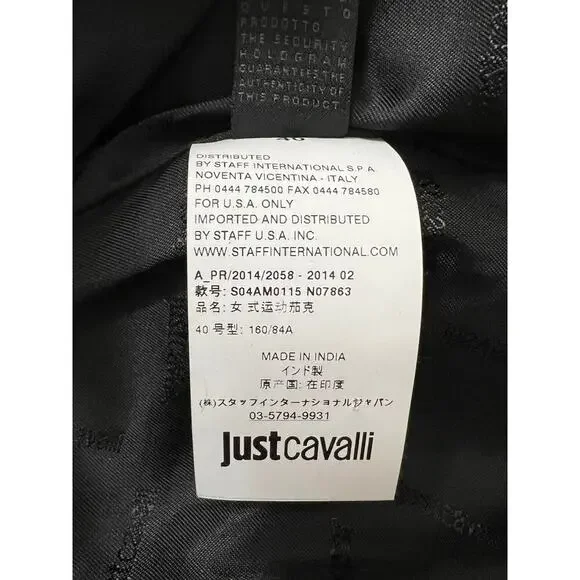 OVISTO
PRODOTTO
THE SECURITY
HOLOGRAM
GUARANTEES THE
AUTHENTICITY OF
THIS PRODUCT.
40
DISTRIBUTED
BY STAFF INTERNATIONAL S.P.A.
NOVENTA VICENTINA - ITALY
PH 0444 784500 FAX 0444 784580
FOR U.S.A. ONLY
IMPORTED AND DISTRIBUTED
BY STAFF U.S.A. INC.
WWW.STAFFINTERNATIONAL.COM
A_PR/2014/2058 - 2014 02
款号: S04AM0115 N07863
品名: 女 式运动茄克
40 号型: 160/84A
MADE IN INDIA
インド製
原产国: 在印度
(株)スタッフインターナショナルジャパン
03-5794-9931
justcavalli